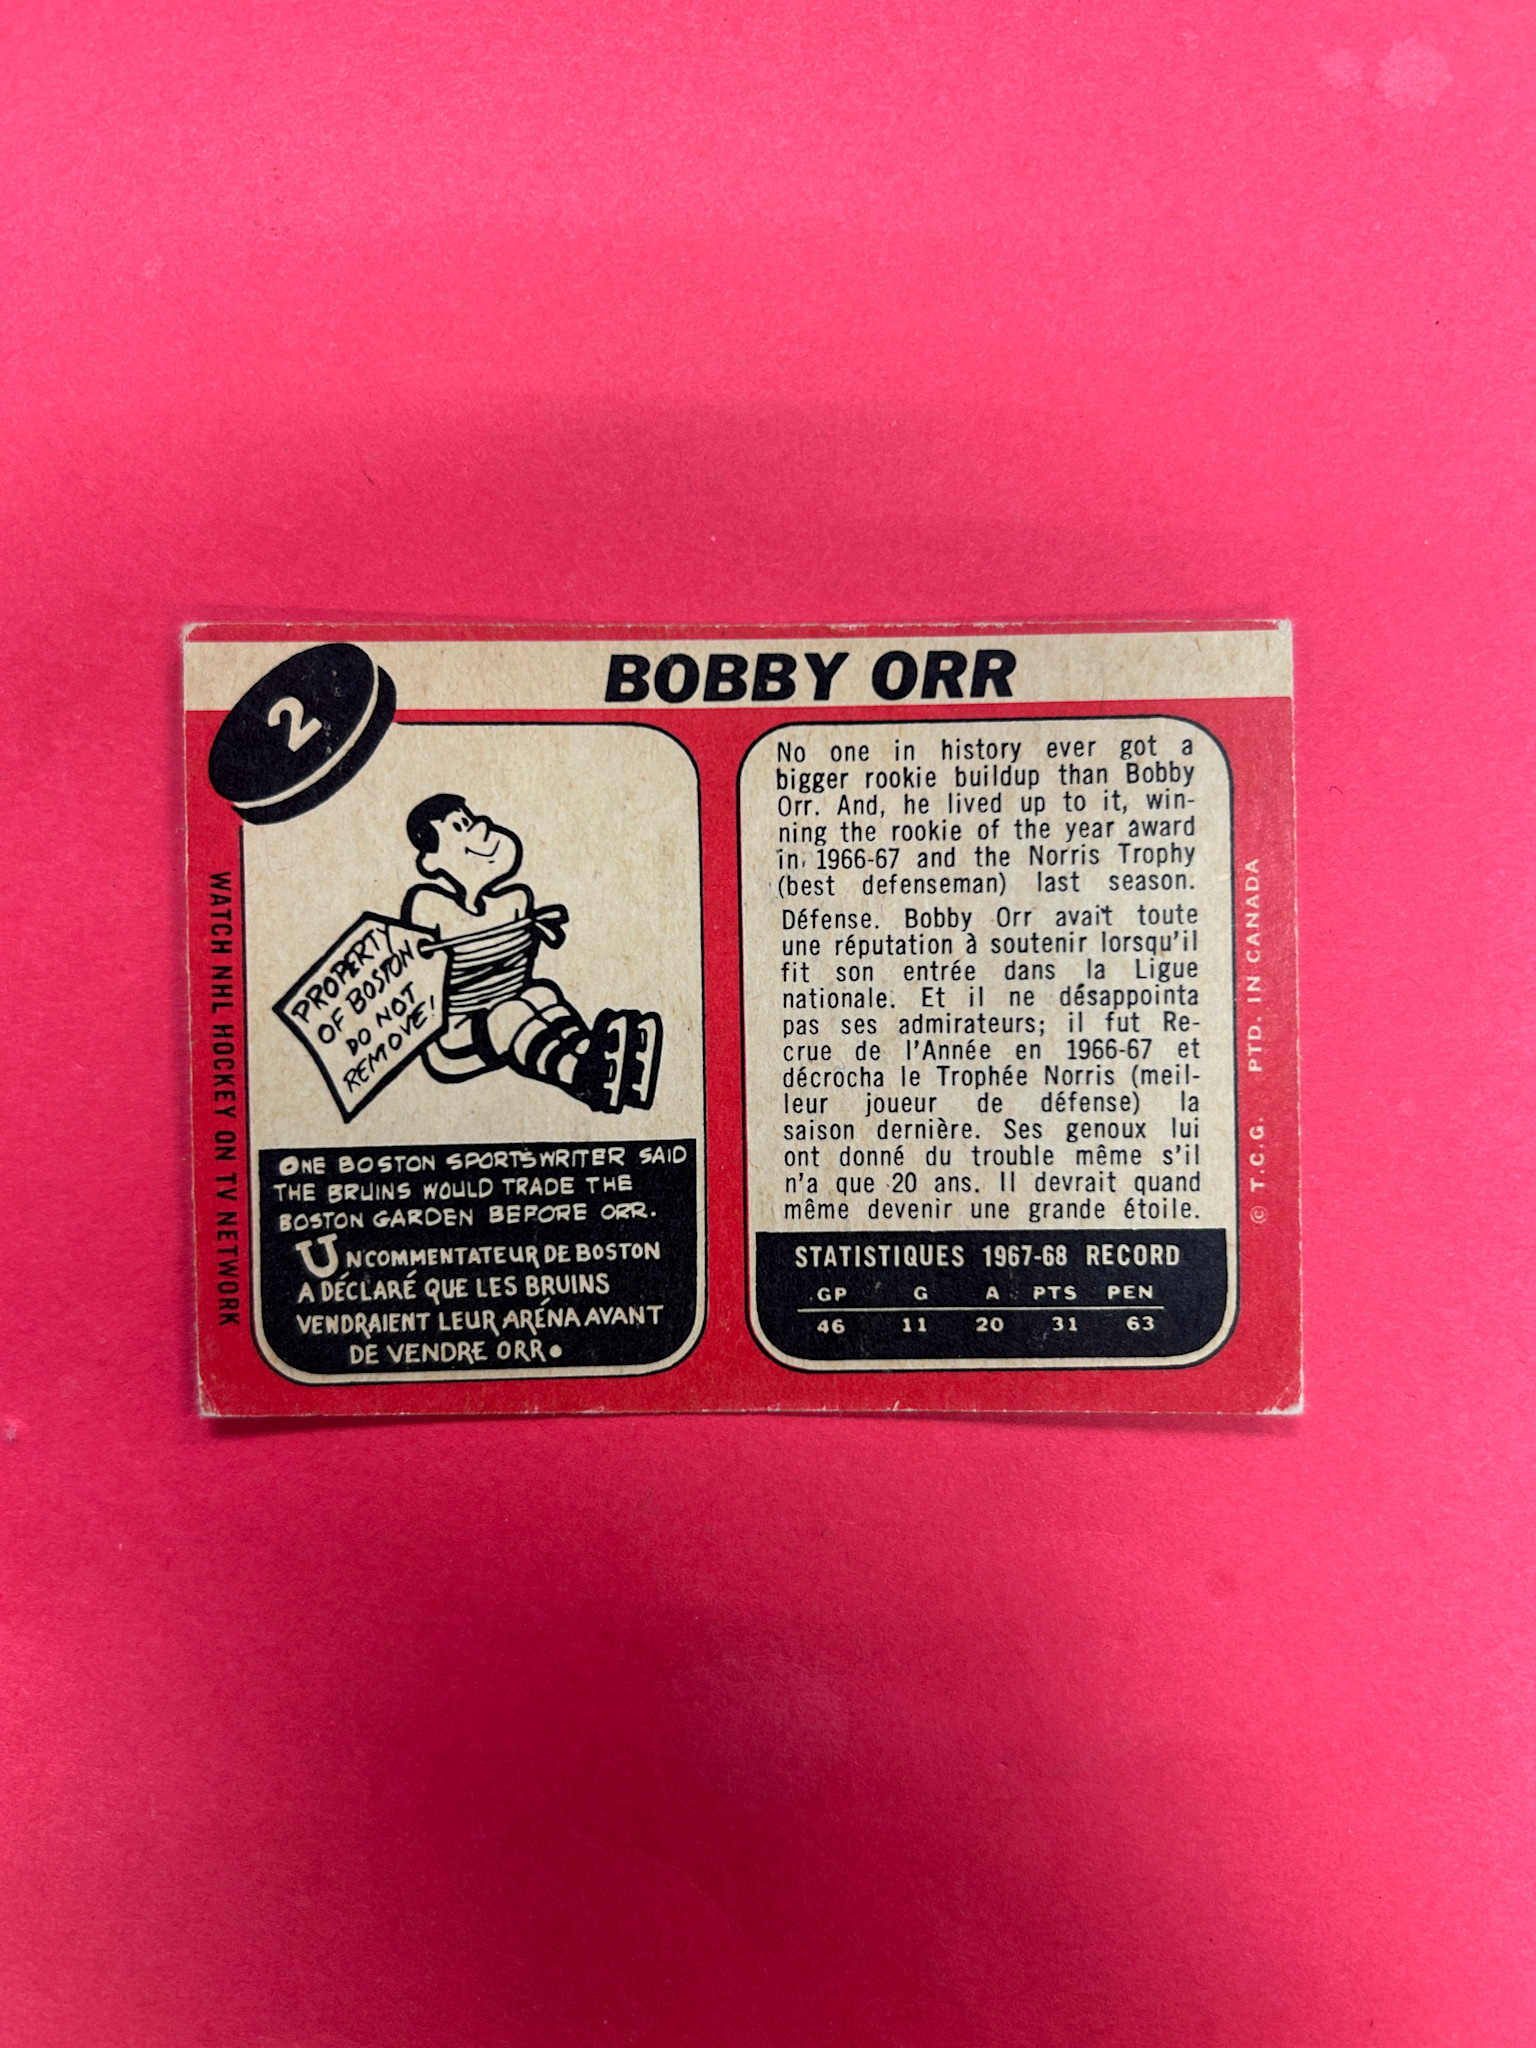 BOBBY ORR
2
WATCH NHL HOCKEY ON TV NETWORK
PROPERTY
OF BOSTON
DO NOT
REMOVE!
ONE BOSTON SPORTSWRITER SAID
THE BRUINS WOULD TRADE THE
BOSTON GARDEN BEFORE ORR.
UN COMMENTATEUR DE BOSTON
A DÉCLARÉ QUE LES BRUINS
VENDRAIENT LEUR ARÉNA AVANT
DE VENDRE ORR.
No one in history ever got a
bigger rookie buildup than Bobby
Orr. And, he lived up to it, win-
ning the rookie of the year award
in 1966-67 and the Norris Trophy
(best defenseman) last season.
Défense. Bobby Orr avait toute
une réputation à soutenir lorsqu'il
fit son entrée dans la Ligue
nationale. Et il ne désappointa
pas ses admirateurs; il fut Re-
crue de l'Année en 1966-67 et
décrocha le Trophée Norris (meil-
leur joueur de défense) la
saison dernière. Ses genoux lui
ont donné du trouble même s'il
n'a que 20 ans. Il devrait quand
même devenir une grande étoile.
STATISTIQUES 1967-68 RECORD
GP G A PTS PEN
46 11 20 31 63
© T.C.G. PTD. IN CANADA